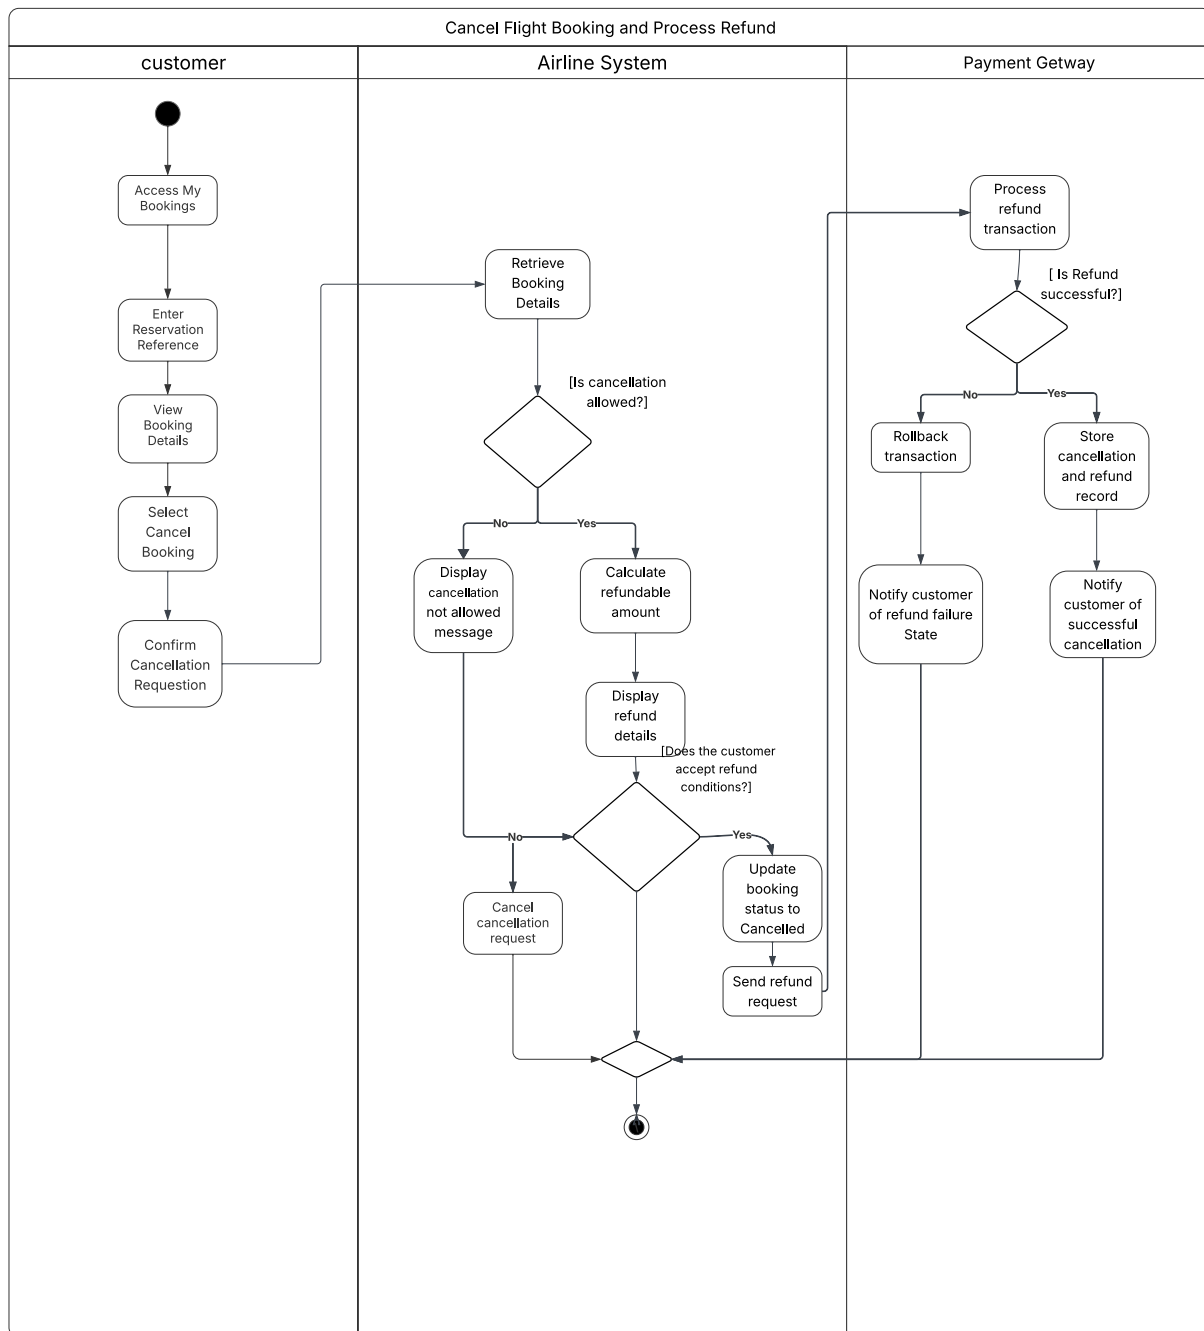 Cancel Flight Booking and Process Refund
customer
Airline System
Payment Getway
Access My
Bookings
Enter
Reservation
Reference
View
Booking
Details
Select
Cancel
Booking
Confirm
Cancellation
Requestion
Retrieve
Booking
Details
[Is cancellation
allowed?]
No
Yes
Display
cancellation
not allowed
message
Calculate
refundable
amount
Display
refund
details
[Does the customer
accept refund
conditions?]
No
Yes
Cancel
cancellation
request
Update
booking
status to
Cancelled
Send refund
request
Process
refund
transaction
[ Is Refund
successful?]
No
Yes
Rollback
transaction
Store
cancellation
and refund
record
Notify customer
of refund failure
State
Notify
customer of
successful
cancellation